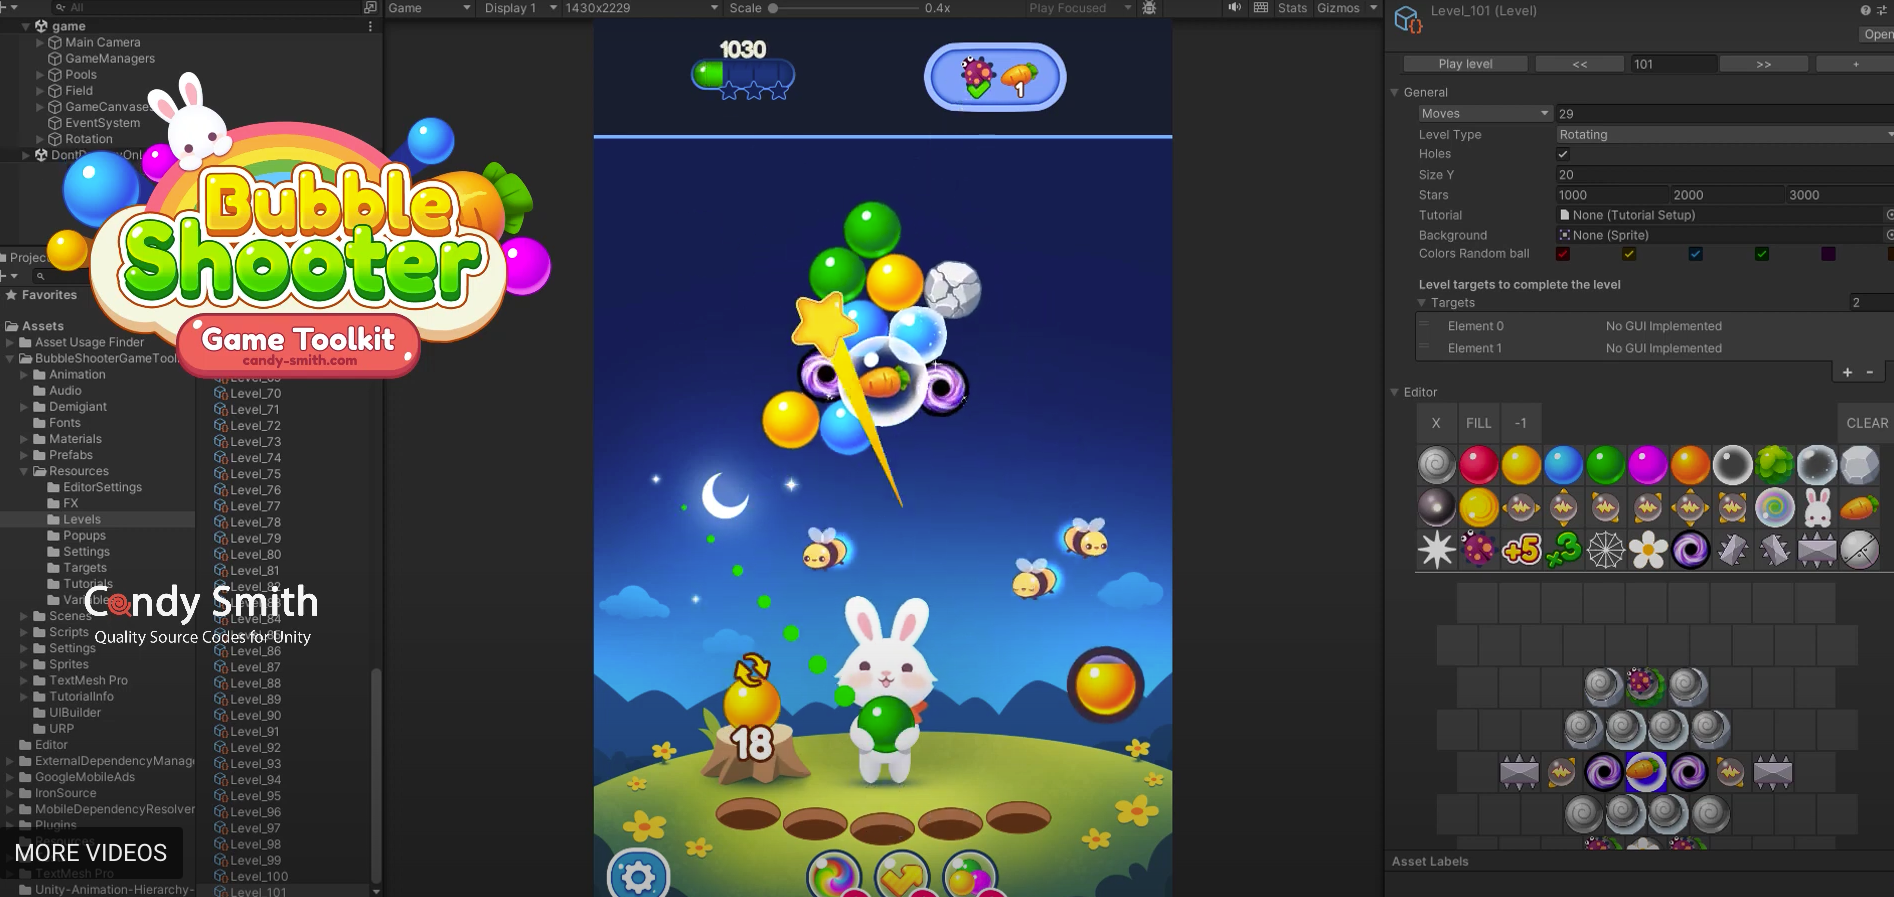 All
Game
Display 1
1430x2229
Scale
0.4x
Play Focused
Stats
Gizmos
Level_101 (Level)
Open
game
Main Camera
GameManagers
Pools
Field
GameCanvases
EventSystem
Rotation
Bubble
Shooter
Game Toolkit
candy-smith.com
Project
Favorites
Assets
Asset Usage Finder
BubbleShooterGameTool
Animation
Audio
Demigiant
Fonts
Materials
Prefabs
Resources
EditorSettings
FX
Levels
Popups
Settings
Targets
Tutorials
Variables
Scenes
Scripts
Settings
Sprites
TextMesh Pro
TutorialInfo
UIBuilder
URP
Editor
ExternalDependencyManage
GoogleMobileAds
IronSource
MobileDependencyResolver
Plugins
TextMesh Pro
Unity-Animation-Hierarchy-
Level_70
Level_71
Level_72
Level_73
Level_74
Level_75
Level_76
Level_77
Level_78
Level_79
Level_80
Level_81
Level_84
Level_86
Level_87
Level_88
Level_89
Level_90
Level_91
Level_92
Level_93
Level_94
Level_95
Level_96
Level_97
Level_98
Level_99
Level_100
Level_101
Candy Smith
Quality Source Codes for Unity
MORE VIDEOS
1030
1
18
Play level
<<
101
>>
+
General
Moves
29
Level Type
Rotating
Holes
Size Y
20
Stars
1000
2000
3000
Tutorial
None (Tutorial Setup)
Background
None (Sprite)
Colors Random ball
Level targets to complete the level
Targets
2
Element 0
No GUI Implemented
Element 1
No GUI Implemented
+ -
Editor
X
FILL
-1
CLEAR
+5
×3
Asset Labels